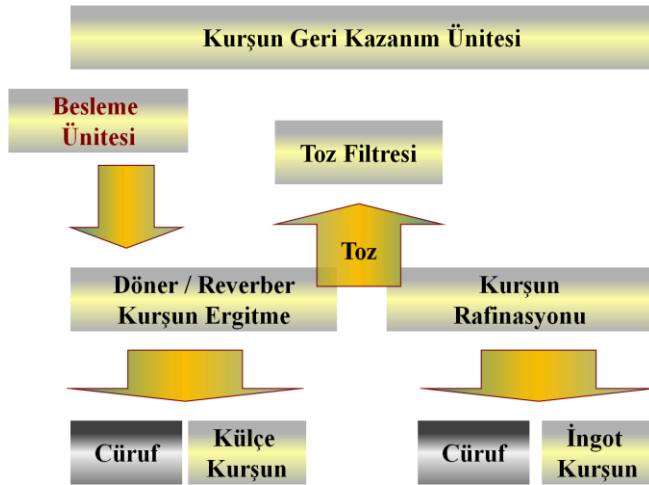 Kurşun Geri Kazanım Ünitesi
Besleme
Ünitesi
Toz Filtresi
Toz
Döner / Reverber
Kurşun Ergitme
Kurşun
Rafinasyonu
Cüruf
Külçe
Kurşun
Cüruf
İngot
Kurşun